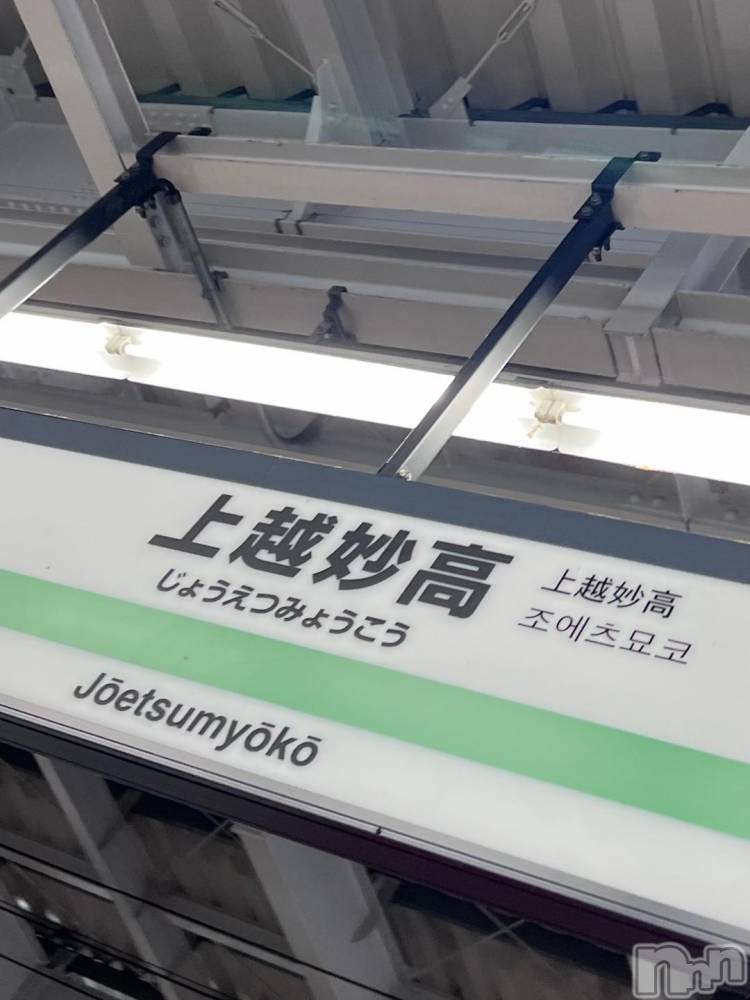 上越妙高
じょうえつみょうこう
上越妙高
조에츠묘코
Jōetsumyōkō
nnn